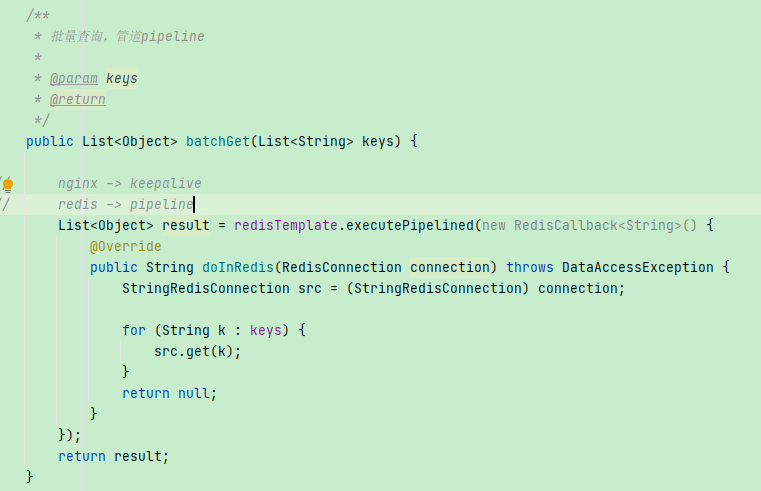 /**
 * 批量查询，管道pipeline
 *
 * @param keys
 * @return
 */
public List<Object> batchGet(List<String> keys) {
//      nginx -> keepalive
//      redis -> pipeline
    List<Object> result = redisTemplate.executePipelined(new RedisCallback<String>() {
        @Override
        public String doInRedis(RedisConnection connection) throws DataAccessException {
            StringRedisConnection src = (StringRedisConnection) connection;
            for (String k : keys) {
                src.get(k);
            }
            return null;
        }
    });
    return result;
}